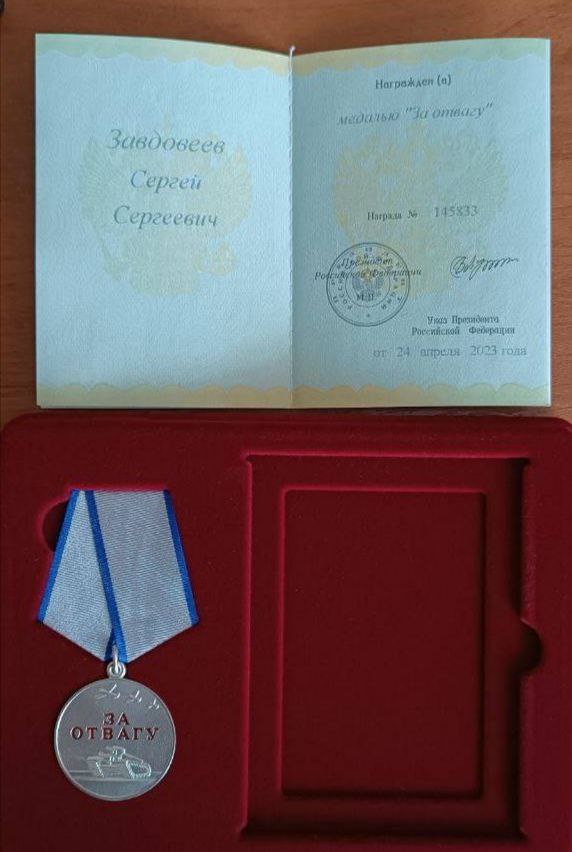 Завдовеев
Сергей
Сергеевич
Награжден (а)
медалью "За отвагу"
Награда № 145833
Президент
Российской Федерации
М.П.
Указ Президента
Российской Федерации
от 24 апреля 2023 года
ЗА
ОТВАГУ